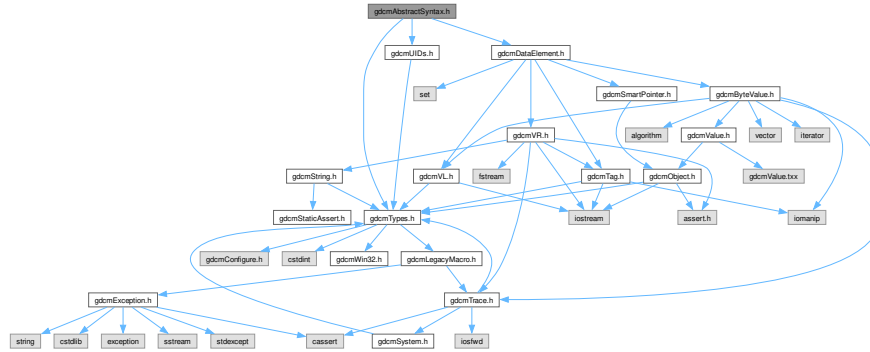 gdcmAbstractSyntax.h
gdcmUIDs.h
gdcmDataElement.h
set
gdcmSmartPointer.h
gdcmByteValue.h
gdcmVR.h
algorithm
gdcmValue.h
vector
iterator
gdcmString.h
gdcmVL.h
fstream
gdcmTag.h
gdcmObject.h
gdcmValue.txx
gdcmStaticAssert.h
gdcmTypes.h
iostream
assert.h
iomanip
gdcmConfigure.h
cstdint
gdcmWin32.h
gdcmLegacyMacro.h
gdcmException.h
gdcmTrace.h
string
cstdlib
exception
sstream
stdexcept
cassert
gdcmSystem.h
iosfwd